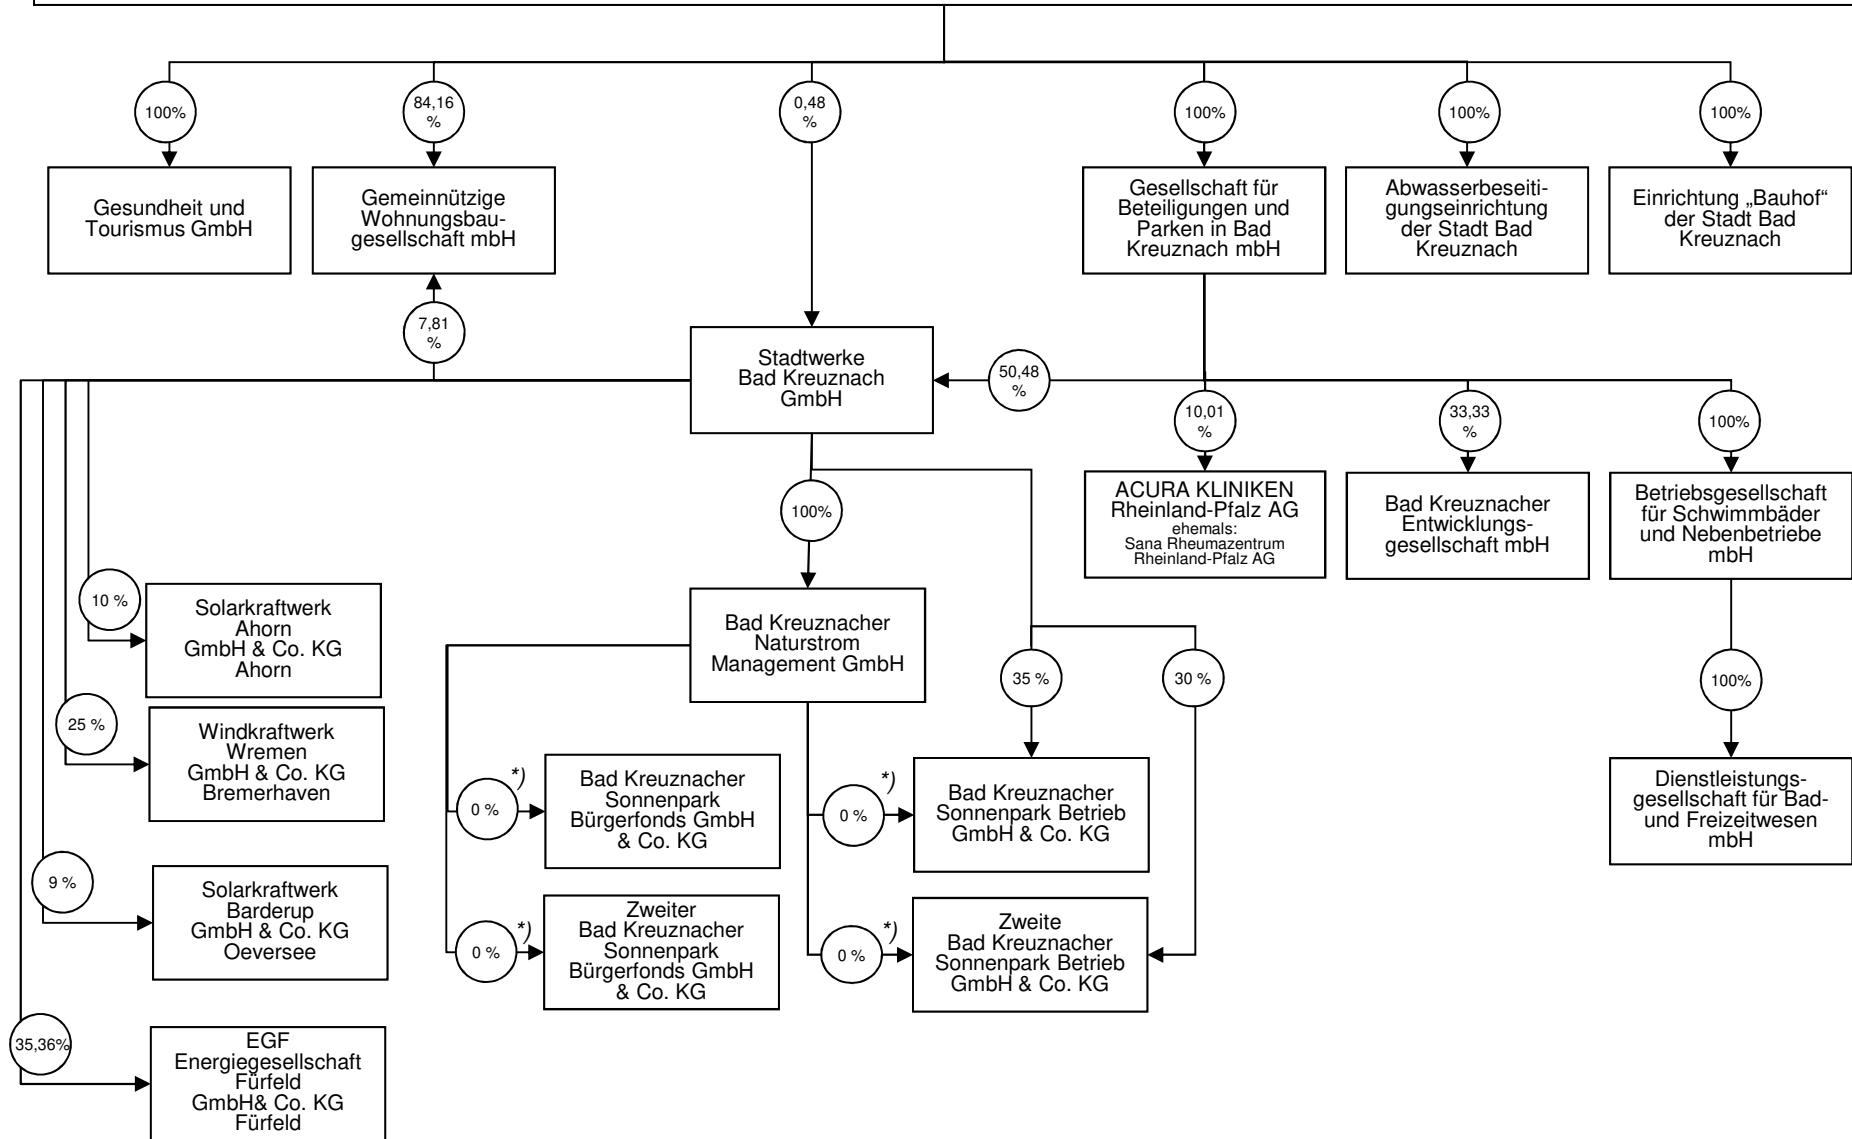 100%
84,16
%
0,48
%
100%
100%
100%
Gesundheit und
Tourismus GmbH
Gemeinnützige
Wohnungsbau-
gesellschaft mbH
Gesellschaft für
Beteiligungen und
Parken in Bad
Kreuznach mbH
Abwasserbeseiti-
gungseinrichtung
der Stadt Bad
Kreuznach
Einrichtung „Bauhof“
der Stadt Bad
Kreuznach
7,81
%
Stadtwerke
Bad Kreuznach
GmbH
50,48
%
10,01
%
33,33
%
100%
ACURA KLINIKEN
Rheinland-Pfalz AG
ehemals:
Sana Rheumazentrum
Rheinland-Pfalz AG
Bad Kreuznacher
Entwicklungs-
gesellschaft mbH
Betriebsgesellschaft
für Schwimmbäder
und Nebenbetriebe
mbH
100%
10 %
Solarkraftwerk
Ahorn
GmbH & Co. KG
Ahorn
Bad Kreuznacher
Naturstrom
Management GmbH
35 %
30 %
100%
25 %
Windkraftwerk
Wremen
GmbH & Co. KG
Bremerhaven
0 %
*)
Bad Kreuznacher
Sonnenpark
Bürgerfonds GmbH
& Co. KG
0 %
*)
Bad Kreuznacher
Sonnenpark Betrieb
GmbH & Co. KG
Dienstleistungs-
gesellschaft für Bad-
und Freizeitwesen
mbH
9 %
Solarkraftwerk
Barderup
GmbH & Co. KG
Oeversee
0 %
*)
Zweiter
Bad Kreuznacher
Sonnenpark
Bürgerfonds GmbH
& Co. KG
0 %
*)
Zweite
Bad Kreuznacher
Sonnenpark Betrieb
GmbH & Co. KG
35,36%
EGF
Energiegesellschaft
Fürfeld
GmbH& Co. KG
Fürfeld